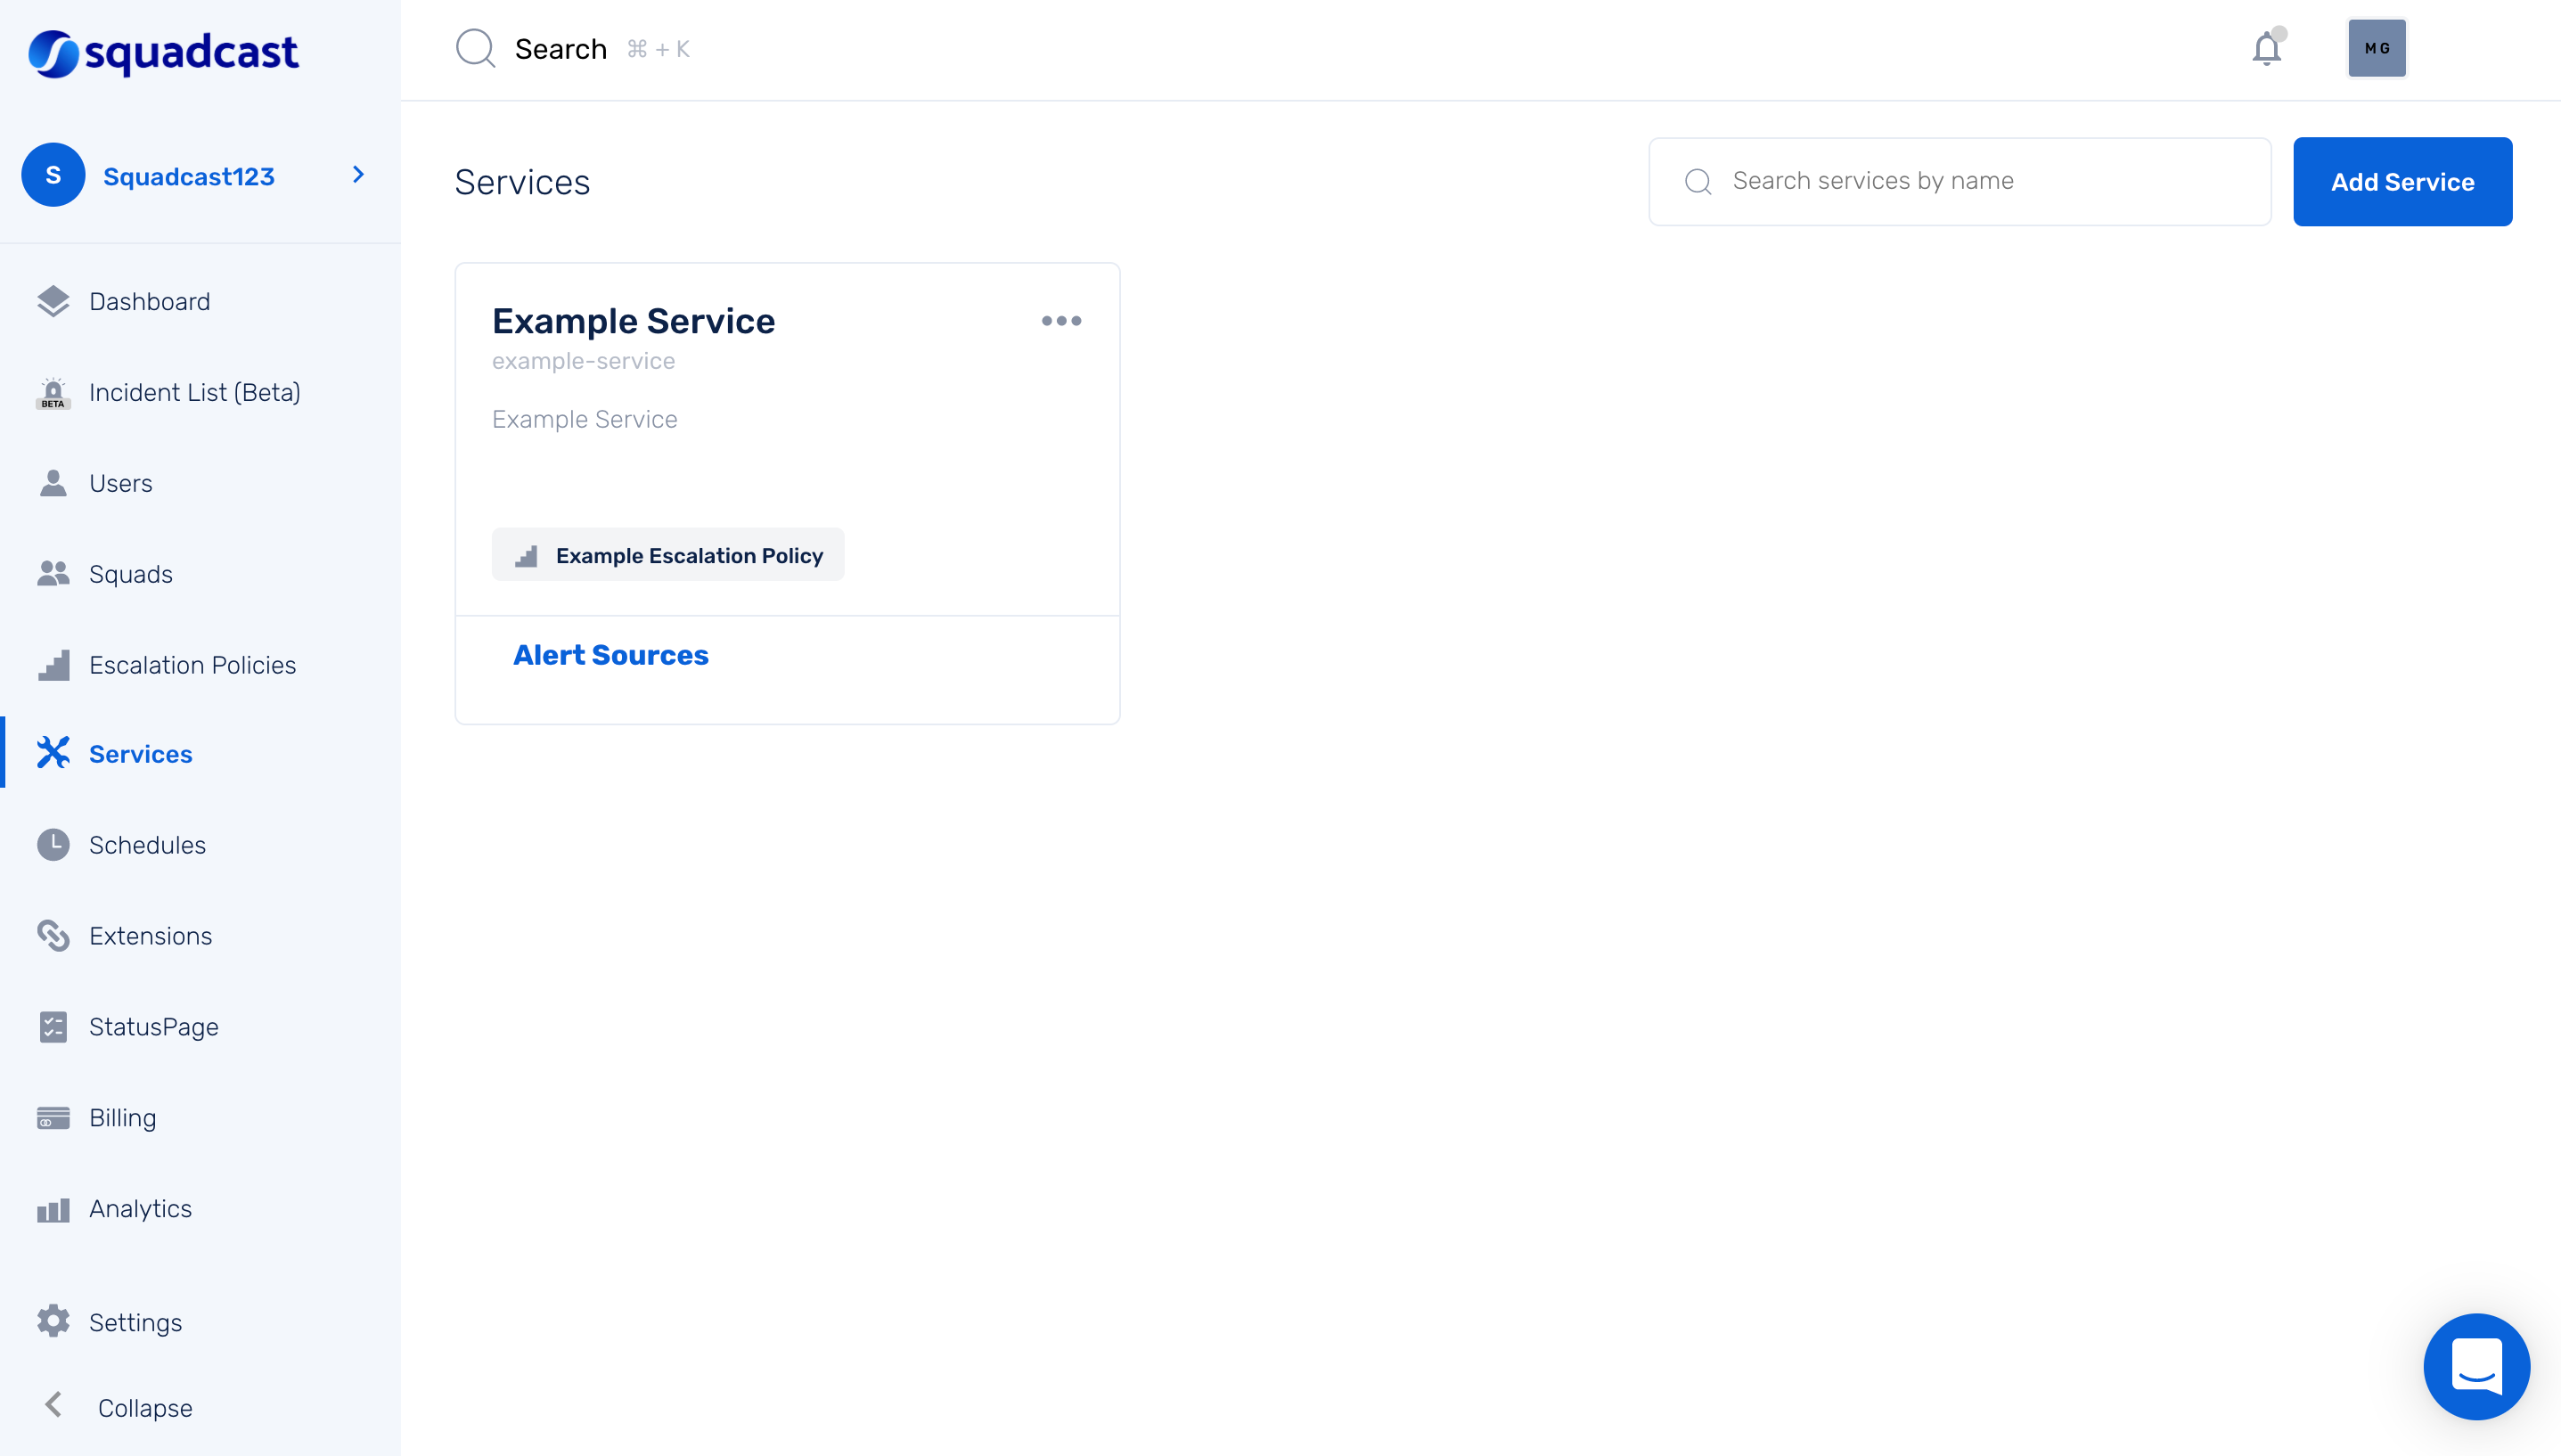 squadcast
Search ⌘ + K
M G
S Squadcast123
Services
Search services by name
Add Service
Dashboard
BETA
Incident List (Beta)
Users
Squads
Escalation Policies
Services
Schedules
Extensions
StatusPage
Billing
Analytics
Settings
Collapse
Example Service
example-service
Example Service
Example Escalation Policy
Alert Sources